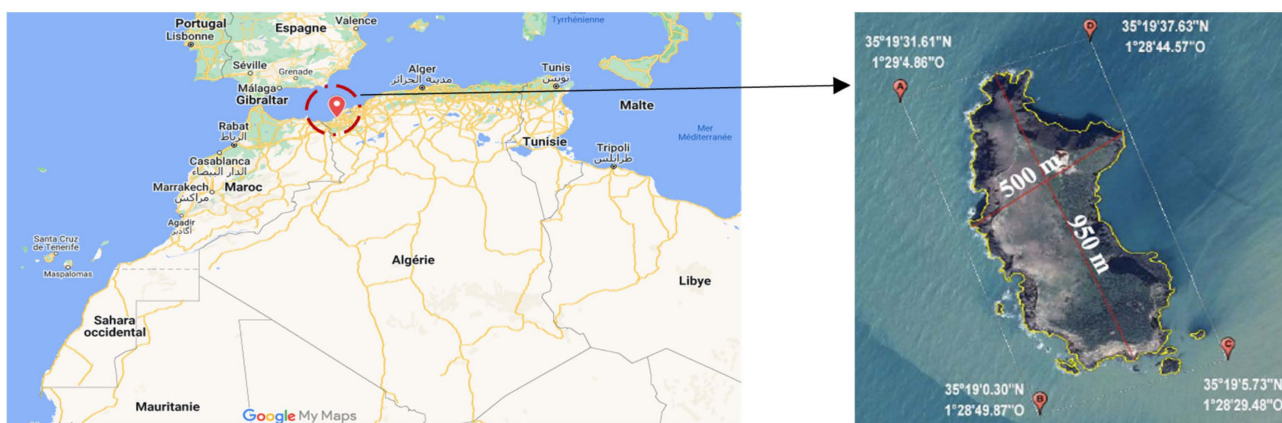 Portugal
Lisbonne
Espagne
Valence
Tyrrhénienne
Séville
Grenade
Málaga
Gibraltar
Alger
مدينة الجزائر
Tunis
تونس
Malte
Mer
Méditerranée
Rabat
الرباط
Casablanca
الدار البيضاء
Tunisie
Tripoli
طرابلس
Marrakech
مراكش
Maroc
Agadir
أكادير
Santa Cruz
de Tenerife
Maspalomas
Algérie
Libye
Sahara
occidental
Mauritanie
Google My Maps
35°19'31.61"N
1°29'4.86"O
A
D
35°19'37.63"N
1°28'44.57"O
500 m
950 m
35°19'0.30"N
1°28'49.87"O
B
C
35°19'5.73"N
1°28'29.48"O